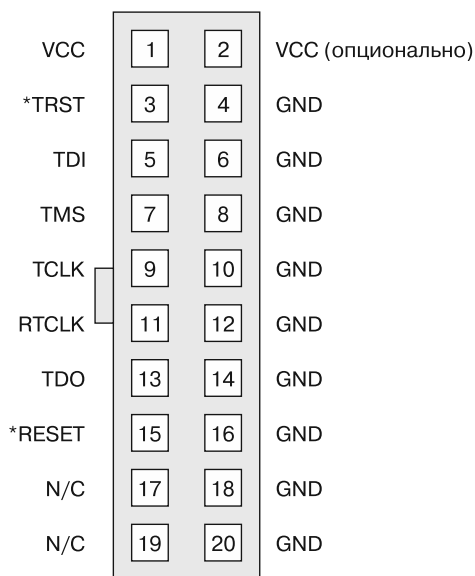 VCC 1 2 VCC (опционально)
*TRST 3 4 GND
TDI 5 6 GND
TMS 7 8 GND
TCLK 9 10 GND
RTCLK 11 12 GND
TDO 13 14 GND
*RESET 15 16 GND
N/C 17 18 GND
N/C 19 20 GND